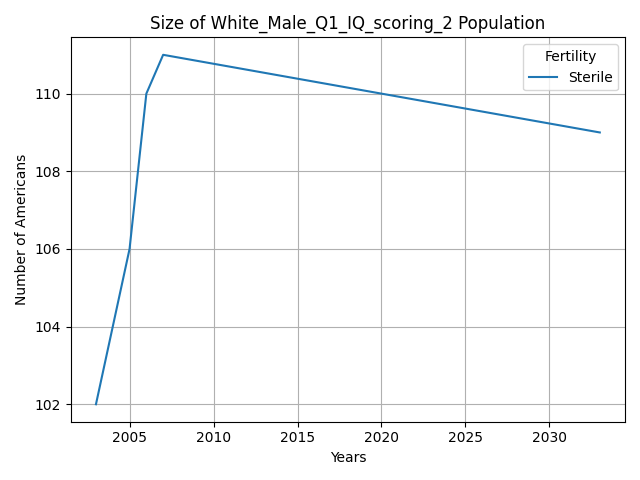 Size of White_Male_Q1_IQ_scoring_2 Population
Fertility
Sterile
Number of Americans
110
108
106
104
102
2005 2010 2015 2020 2025 2030
Years